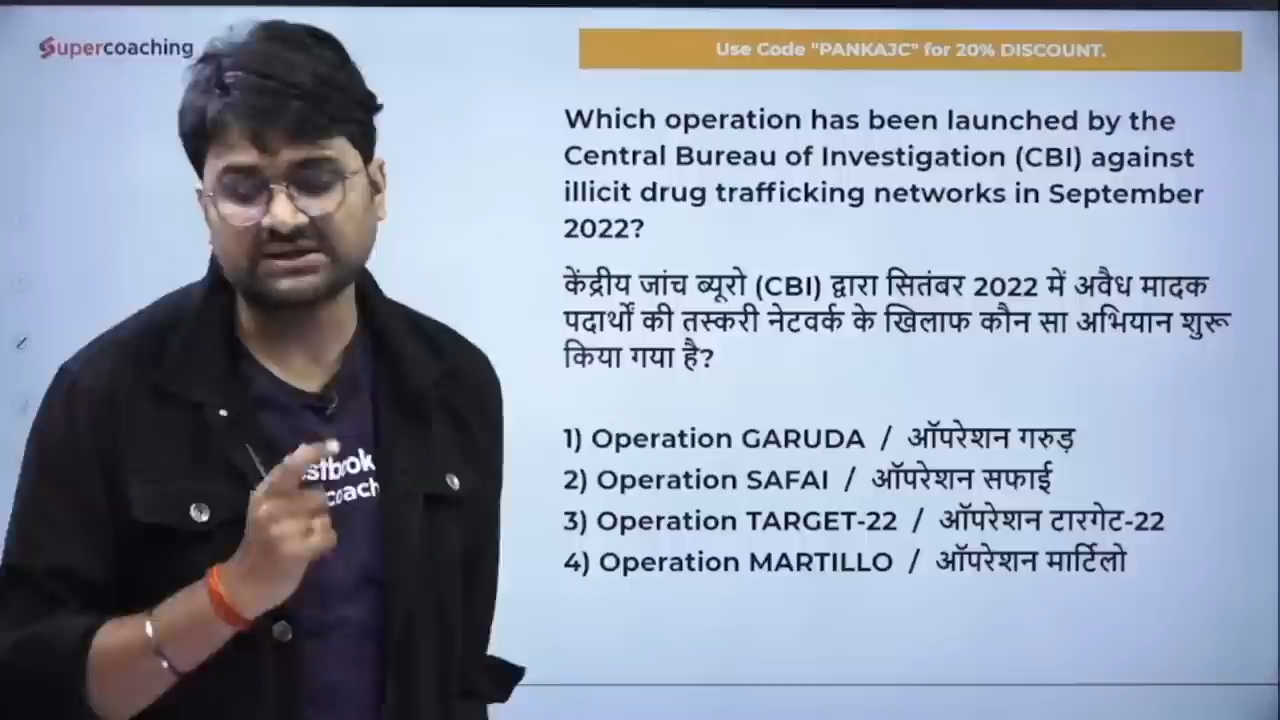 Supercoaching
Use Code "PANKAJC" for 20% DISCOUNT.
Which operation has been launched by the
Central Bureau of Investigation (CBI) against
illicit drug trafficking networks in September
2022?
केंद्रीय जांच ब्यूरो (CBI) द्वारा सितंबर 2022 में अवैध मादक
पदार्थों की तस्करी नेटवर्क के खिलाफ कौन सा अभियान शुरू
किया गया है?
1) Operation GARUDA / ऑपरेशन गरुड़
2) Operation SAFAI / ऑपरेशन सफाई
3) Operation TARGET-22 / ऑपरेशन टारगेट-22
4) Operation MARTILLO / ऑपरेशन मार्टिलो